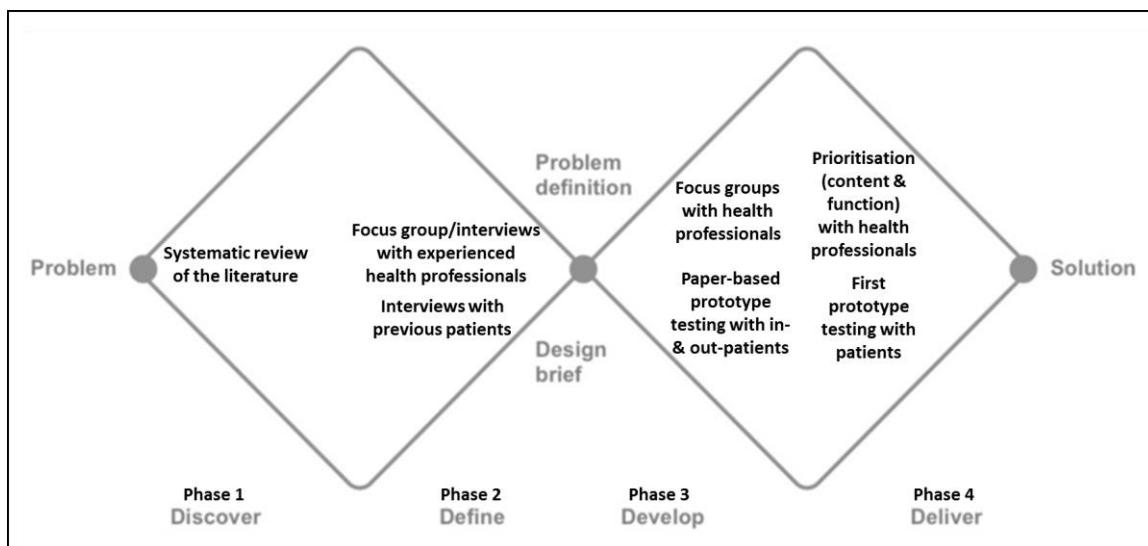 Problem
Systematic review
of the literature
Focus group/interviews
with experienced
health professionals
Interviews with
previous patients
Problem
definition
Design
brief
Focus groups
with health
professionals
Paper-based
prototype
testing with in-
& out-patients
Prioritisation
(content &
function)
with health
professionals
First
prototype
testing with
patients
Solution
Phase 1
Discover
Phase 2
Define
Phase 3
Develop
Phase 4
Deliver